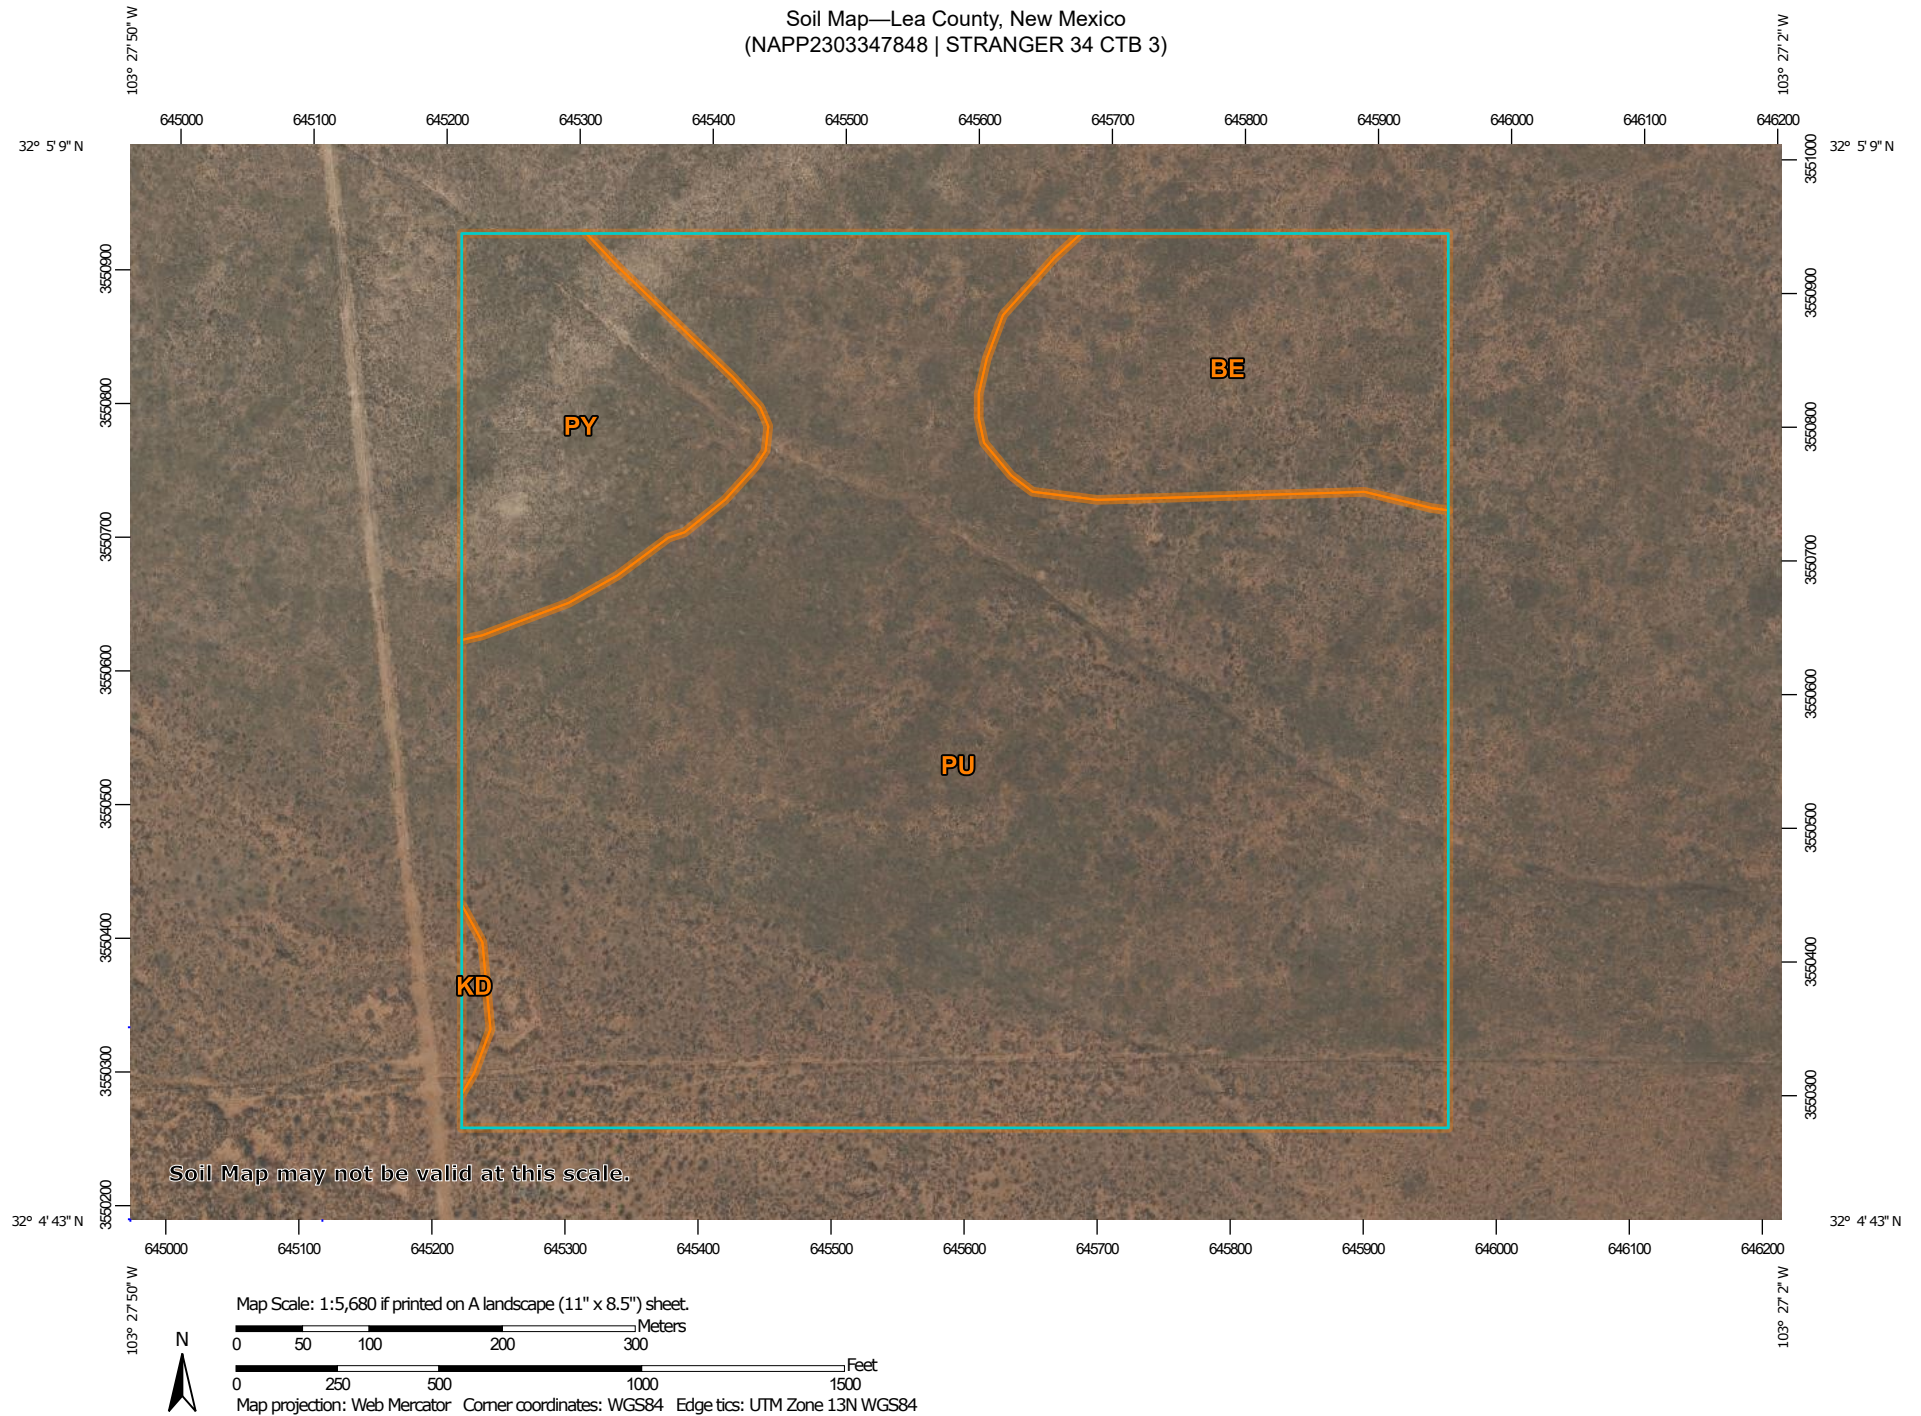 Soil Map—Lea County, New Mexico
(NAPP2303347848 | STRANGER 34 CTB 3)
103° 27' 50" W
103° 27' 2" W
645000 645100 645200 645300 645400 645500 645600 645700 645800 645900 646000 646100 646200
32° 5' 9" N
32° 5' 9" N
3551000
3550900
3550900
3550800
3550800
3550700
3550700
3550600
3550600
3550500
3550500
3550400
3550400
3550300
3550300
3550200
BE
PY
PU
KD
Soil Map may not be valid at this scale.
32° 4' 43" N
32° 4' 43" N
645000 645100 645200 645300 645400 645500 645600 645700 645800 645900 646000 646100 646200
103° 27' 50" W
103° 27' 2" W
Map Scale: 1:5,680 if printed on A landscape (11" x 8.5") sheet.
Meters
0 50 100 200 300
N
Feet
0 250 500 1000 1500
Map projection: Web Mercator Corner coordinates: WGS84 Edge tics: UTM Zone 13N WGS84